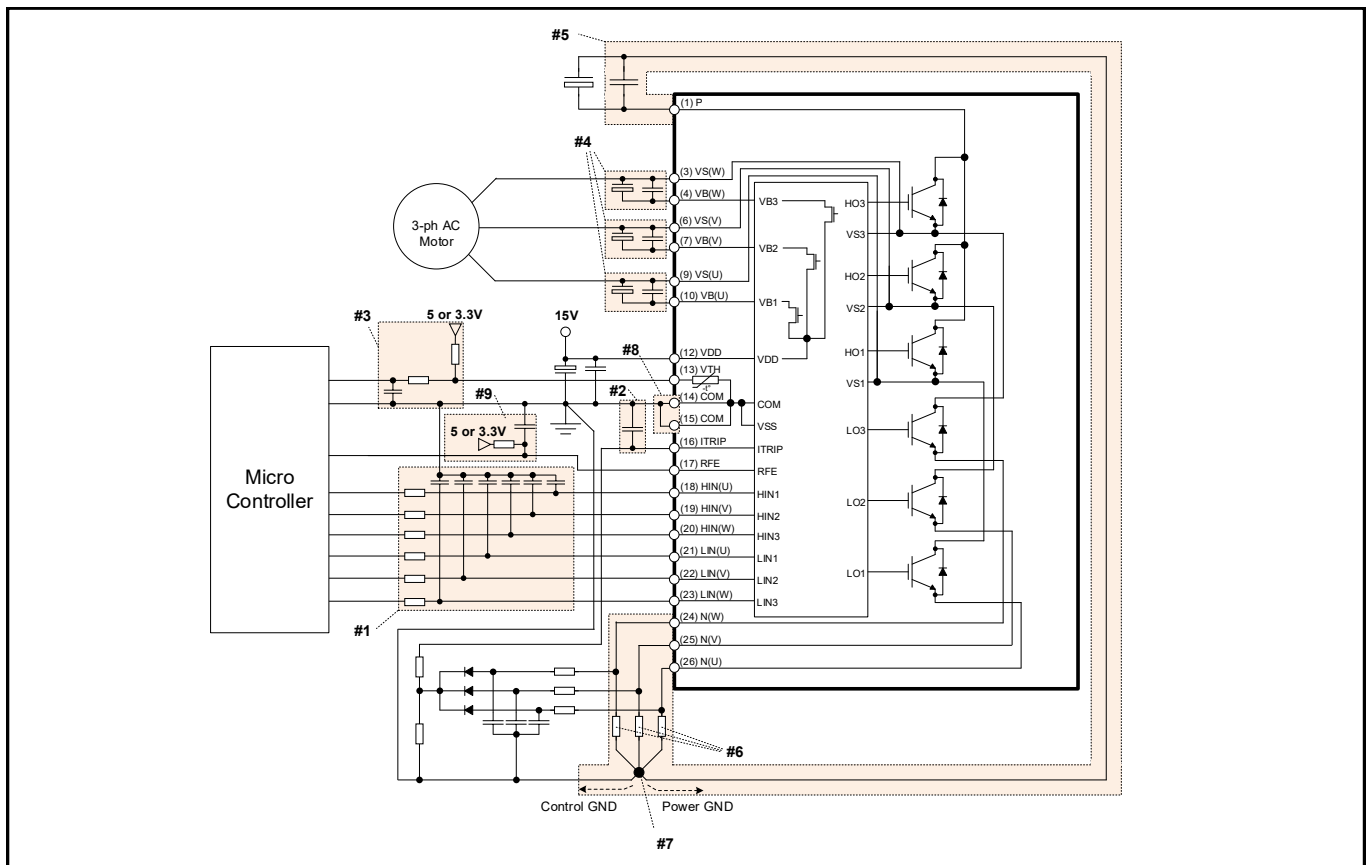 #5
(1) P
#4
(3) VS(W)
(4) VB(W)
VB3
HO3
3-ph AC
Motor
(6) VS(V)
VS3
(7) VB(V)
VB2
HO2
(9) VS(U)
(10) VB(U)
VB1
VS2
#3
5 or 3.3V
15V
#8
HO1
(12) VDD
VDD
(13) VTH
VS1
-t°
#2
(14) COM
COM
#9
(15) COM
VSS
5 or 3.3V
LO3
(16) ITRIP
ITRIP
(17) RFE
RFE
Micro
Controller
(18) HIN(U)
HIN1
LO2
(19) HIN(V)
HIN2
(20) HIN(W)
HIN3
(21) LIN(U)
LIN1
(22) LIN(V)
LIN2
LO1
(23) LIN(W)
LIN3
#1
(24) N(W)
(25) N(V)
(26) N(U)
#6
Control GND
Power GND
#7